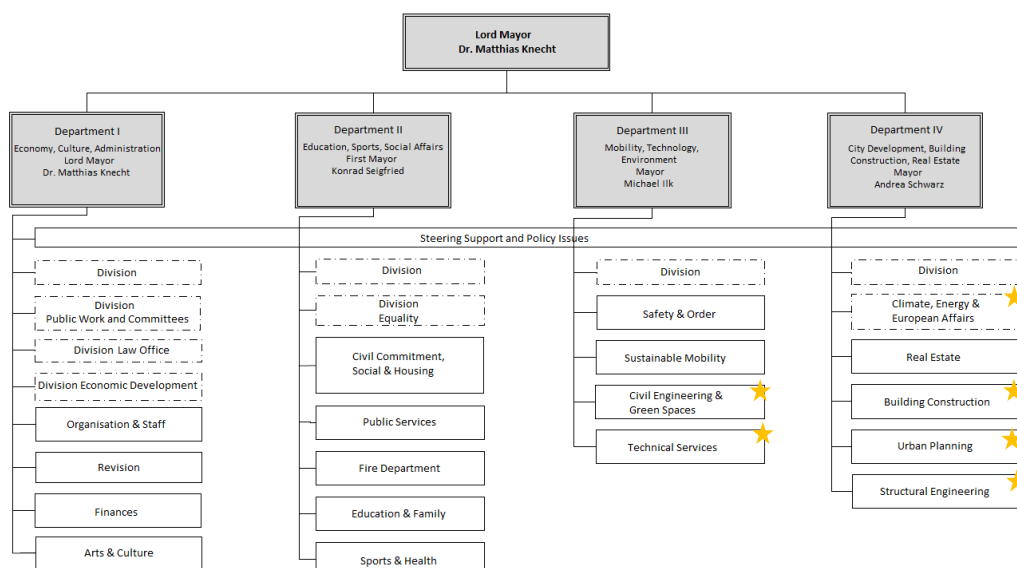 Lord Mayor
Dr. Matthias Knecht
Department I
Economy, Culture, Administration
Lord Mayor
Dr. Matthias Knecht
Department II
Education, Sports, Social Affairs
First Mayor
Konrad Seigfried
Department III
Mobility, Technology,
Environment
Mayor
Michael Ilk
Department IV
City Development, Building
Construction, Real Estate
Mayor
Andrea Schwarz
Steering Support and Policy Issues
Division
Division
Public Work and Committees
Division Law Office
Division Economic Development
Organisation & Staff
Revision
Finances
Arts & Culture
Division
Division
Equality
Civil Commitment,
Social & Housing
Public Services
Fire Department
Education & Family
Sports & Health
Division
Safety & Order
Sustainable Mobility
Civil Engineering &
Green Spaces
Technical Services
Division
Climate, Energy &
European Affairs
Real Estate
Building Construction
Urban Planning
Structural Engineering